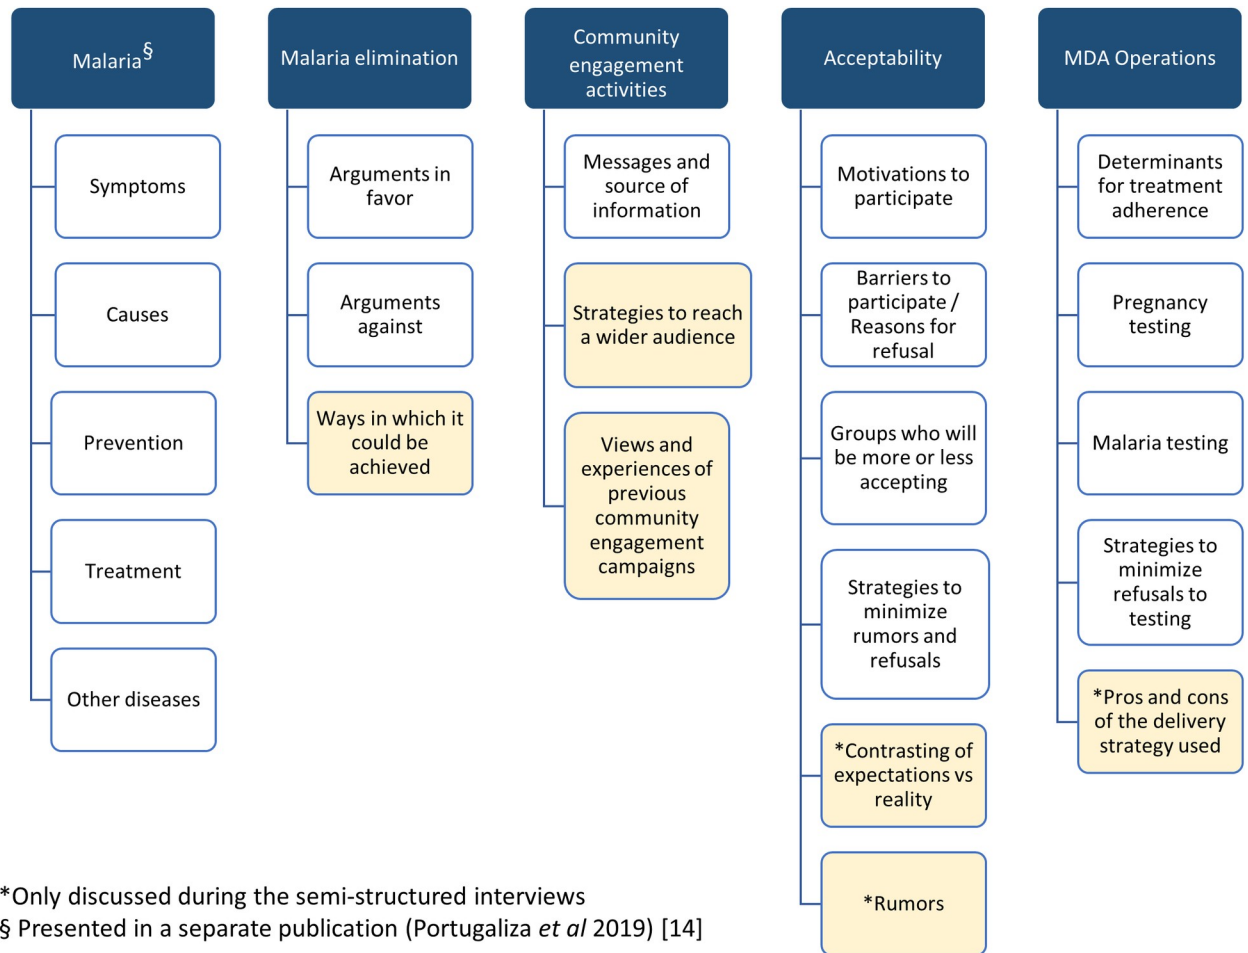 Malaria§
Symptoms
Causes
Prevention
Treatment
Other diseases
Malaria elimination
Arguments in
favor
Arguments
against
Ways in which it
could be
achieved
Community
engagement
activities
Messages and
source of
information
Strategies to reach
a wider audience
Views and
experiences of
previous
community
engagement
campaigns
Acceptability
Motivations to
participate
Barriers to
participate /
Reasons for
refusal
Groups who will
be more or less
accepting
Strategies to
minimize
rumors and
refusals
*Contrasting of
expectations vs
reality
*Rumors
MDA Operations
Determinants
for treatment
adherence
Pregnancy
testing
Malaria testing
Strategies to
minimize
refusals to
testing
*Pros and cons
of the delivery
strategy used
*Only discussed during the semi-structured interviews
§ Presented in a separate publication (Portugaliza et al 2019) [14]